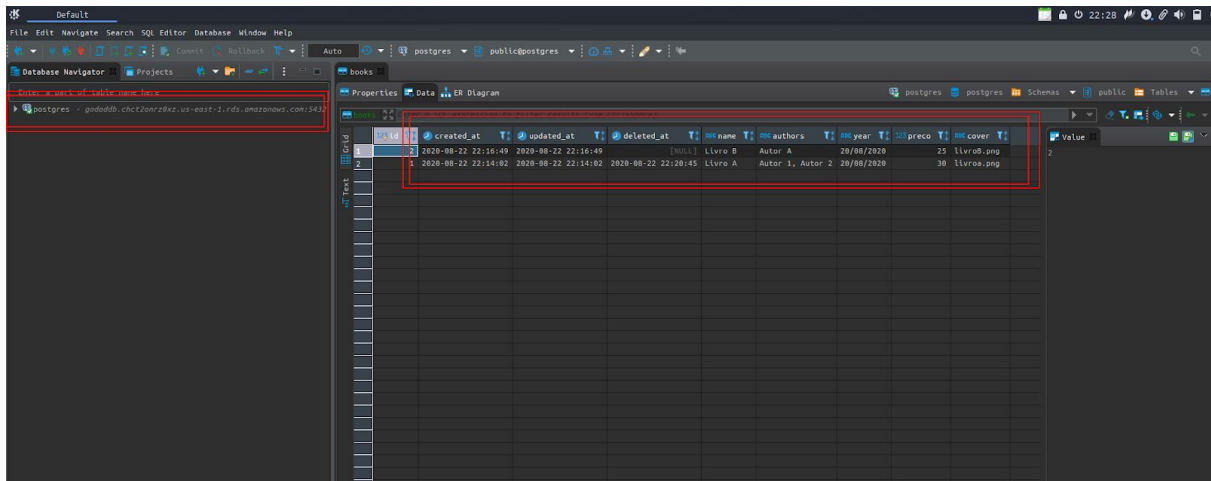 Default
22:28
File Edit Navigate Search SQL Editor Database Window Help
Commit Rollback Auto postgres public@postgres
Database Navigator Projects
books
Enter a part of table name here
Properties Data ER Diagram
postgres postgres Schemas public Tables
postgres
us-east-1.rds.amazonaws.com:5432
books
id created_at updated_at deleted_at name authors year preco cover
Grid
Text
1 2 2020-08-22 22:16:49 2020-08-22 22:16:49 [NULL] Livro B Autor A 20/08/2020 25 livroB.png
2 1 2020-08-22 22:14:02 2020-08-22 22:14:02 2020-08-22 22:20:45 Livro A Autor 1, Autor 2 20/08/2020 30 livroa.png
Value
2